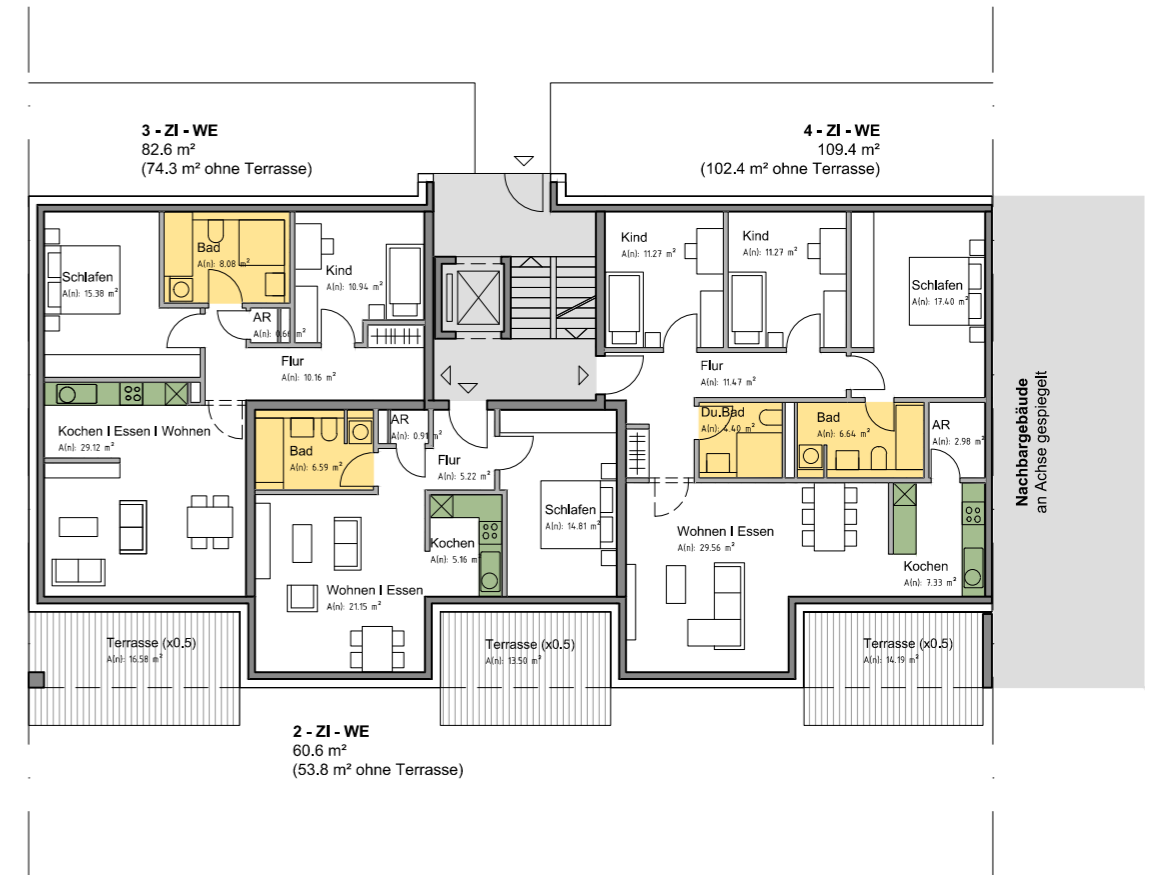 3 - ZI - WE
82.6 m²
(74.3 m² ohne Terrasse)
4 - ZI - WE
109.4 m²
(102.4 m² ohne Terrasse)
Schlafen
A(n): 15.38 m²
Bad
A(n): 8.08 m²
Kind
A(n): 10.94 m²
AR
A(n): 0.66 m²
Flur
A(n): 10.16 m²
Kochen I Essen I Wohnen
A(n): 29.12 m²
Kind
A(n): 11.27 m²
Kind
A(n): 11.27 m²
Schlafen
A(n): 17.40 m²
Flur
A(n): 11.47 m²
Du.Bad
A(n): 4.40 m²
Bad
A(n): 6.64 m²
AR
A(n): 2.98 m²
Bad
A(n): 6.59 m²
AR
A(n): 0.91 m²
Flur
A(n): 5.22 m²
Schlafen
A(n): 14.81 m²
Kochen
A(n): 5.16 m²
Wohnen I Essen
A(n): 21.15 m²
Wohnen I Essen
A(n): 29.56 m²
Kochen
A(n): 7.33 m²
Terrasse (x0.5)
A(n): 16.58 m²
Terrasse (x0.5)
A(n): 13.50 m²
Terrasse (x0.5)
A(n): 14.19 m²
2 - ZI - WE
60.6 m²
(53.8 m² ohne Terrasse)
Nachbargebäude
an Achse gespiegelt